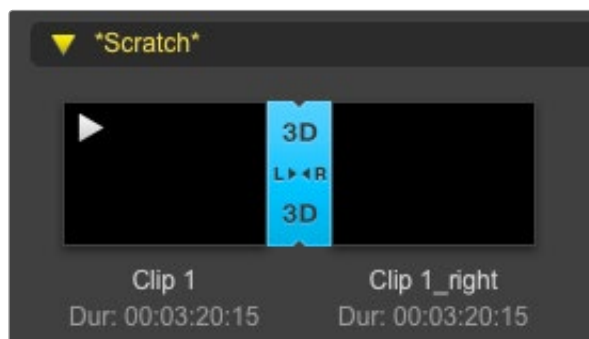 *Scratch*
3D
L R
3D
Clip 1 Clip 1_right
Dur: 00:03:20:15 Dur: 00:03:20:15